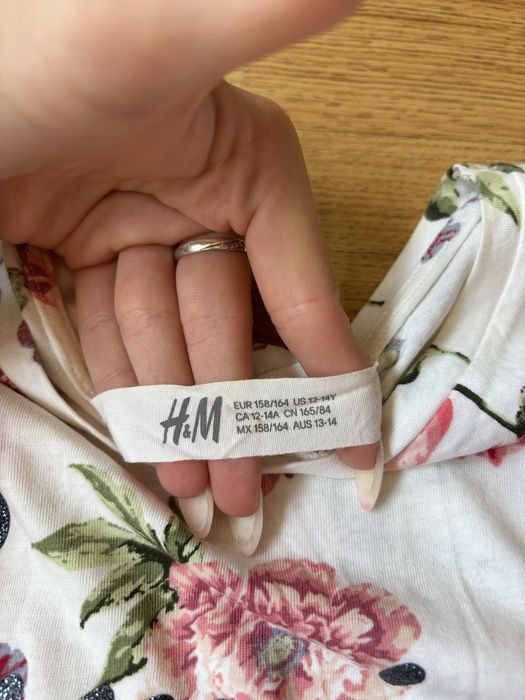 H&M
EUR 158/164 US 12-14Y
CA 12-14A CN 165/84
MX 158/164 AUS 13-14